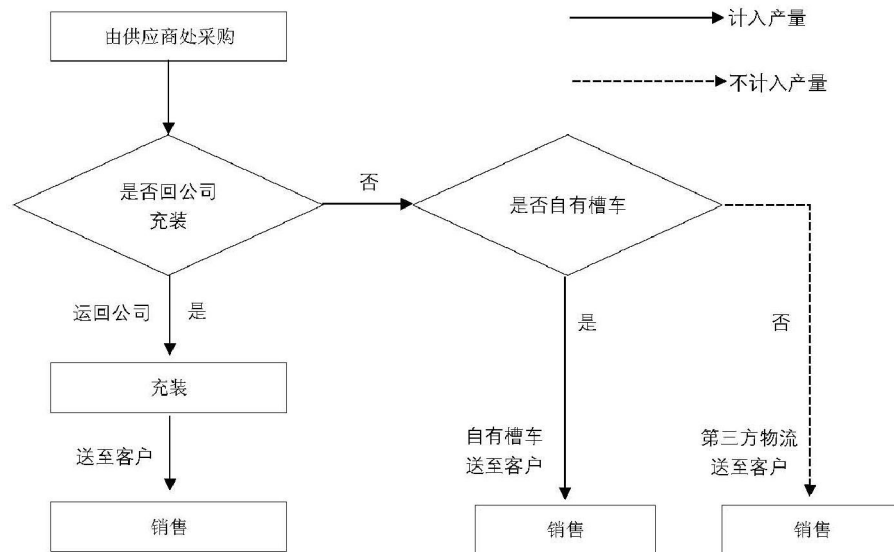 由供应商处采购
计入产量
不计入产量
是否回公司
充装
否
是否自有槽车
运回公司
是
是
否
充装
送至客户
自有槽车
送至客户
第三方物流
送至客户
销售
销售
销售